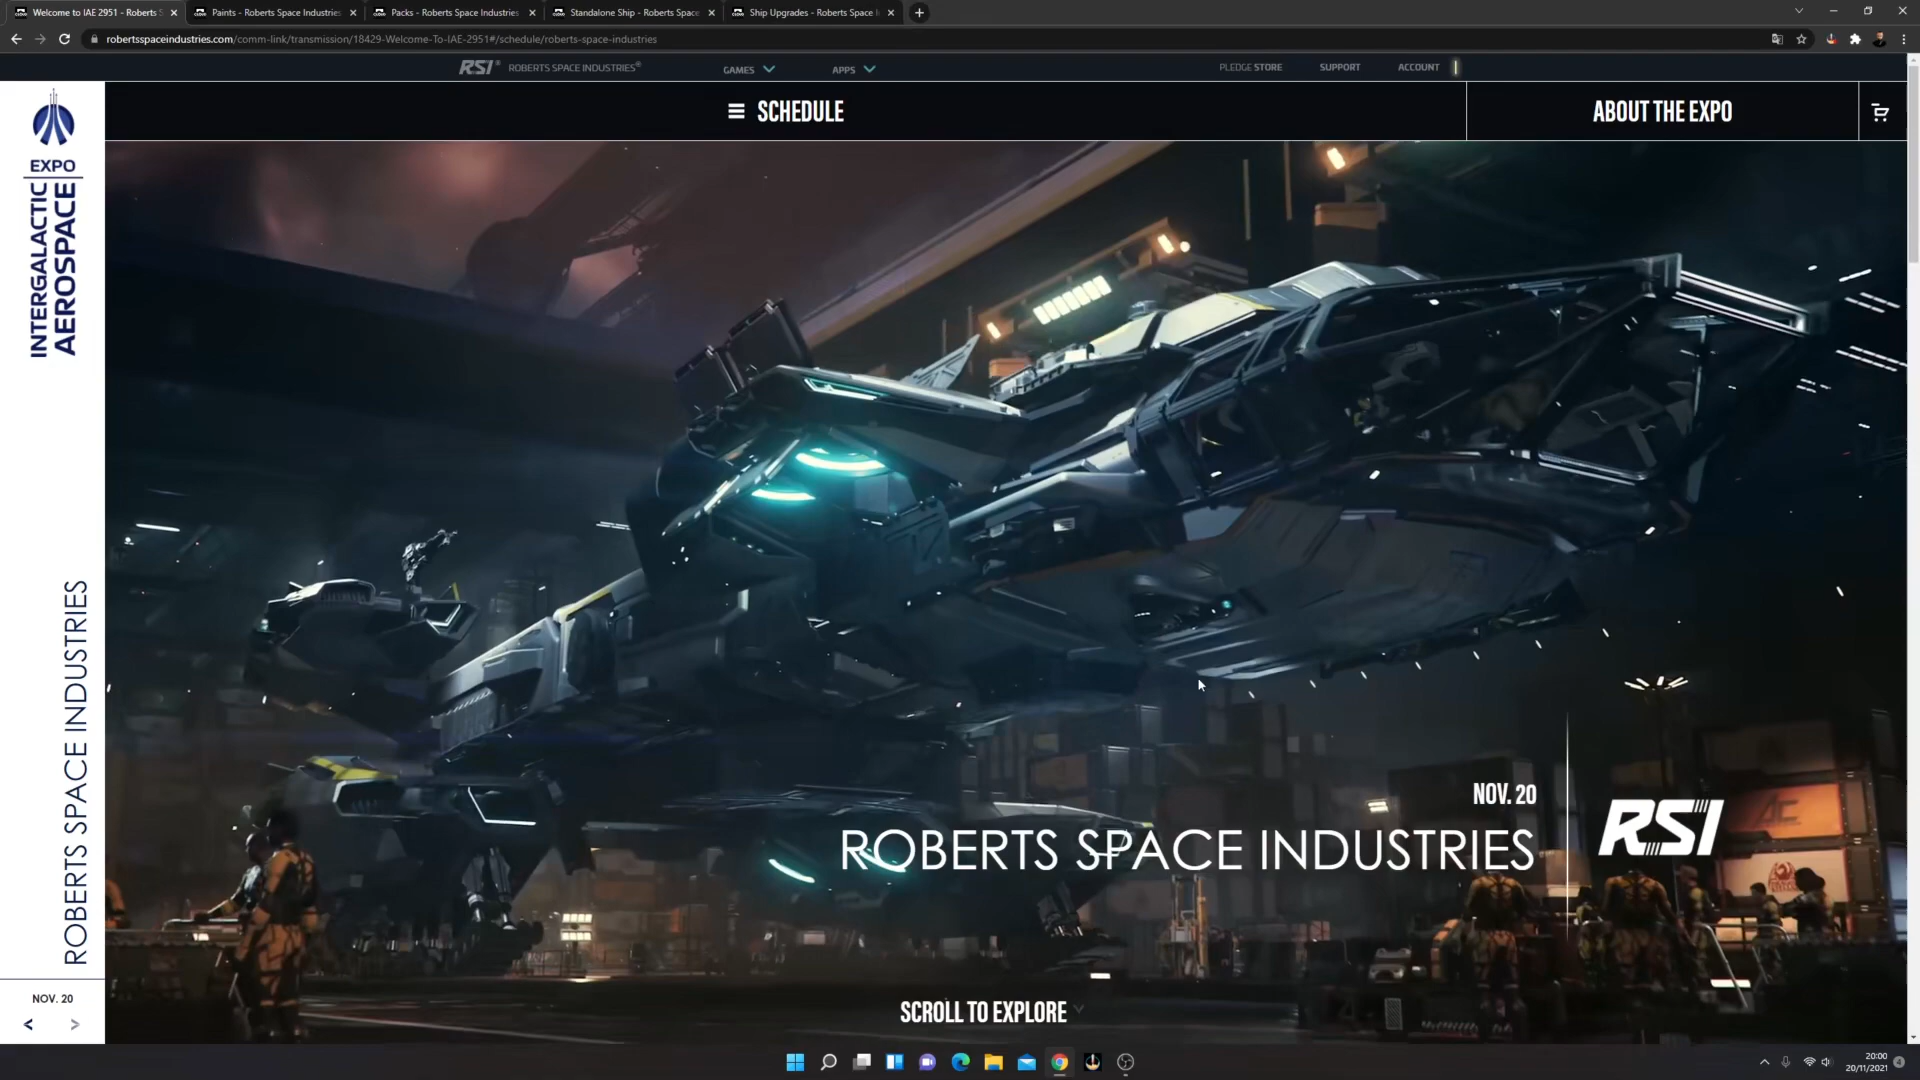 Welcome to IAE 2951 - Roberts S
Paints - Roberts Space Industries
Packs - Roberts Space Industries
Standalone Ship - Roberts Space
Ship Upgrades - Roberts Space I
robertsspaceindustries.com/comm-link/transmission/18429-Welcome-To-IAE-2951#/schedule/roberts-space-industries
RSI® ROBERTS SPACE INDUSTRIES®
GAMES
APPS
PLEDGE STORE
SUPPORT
ACCOUNT
SCHEDULE
ABOUT THE EXPO
EXPO
INTERGALACTIC
AEROSPACE
ROBERTS SPACE INDUSTRIES
NOV. 20
< >
NOV. 20
ROBERTS SPACE INDUSTRIES
RSI
SCROLL TO EXPLORE
20:00
20/11/2021
4